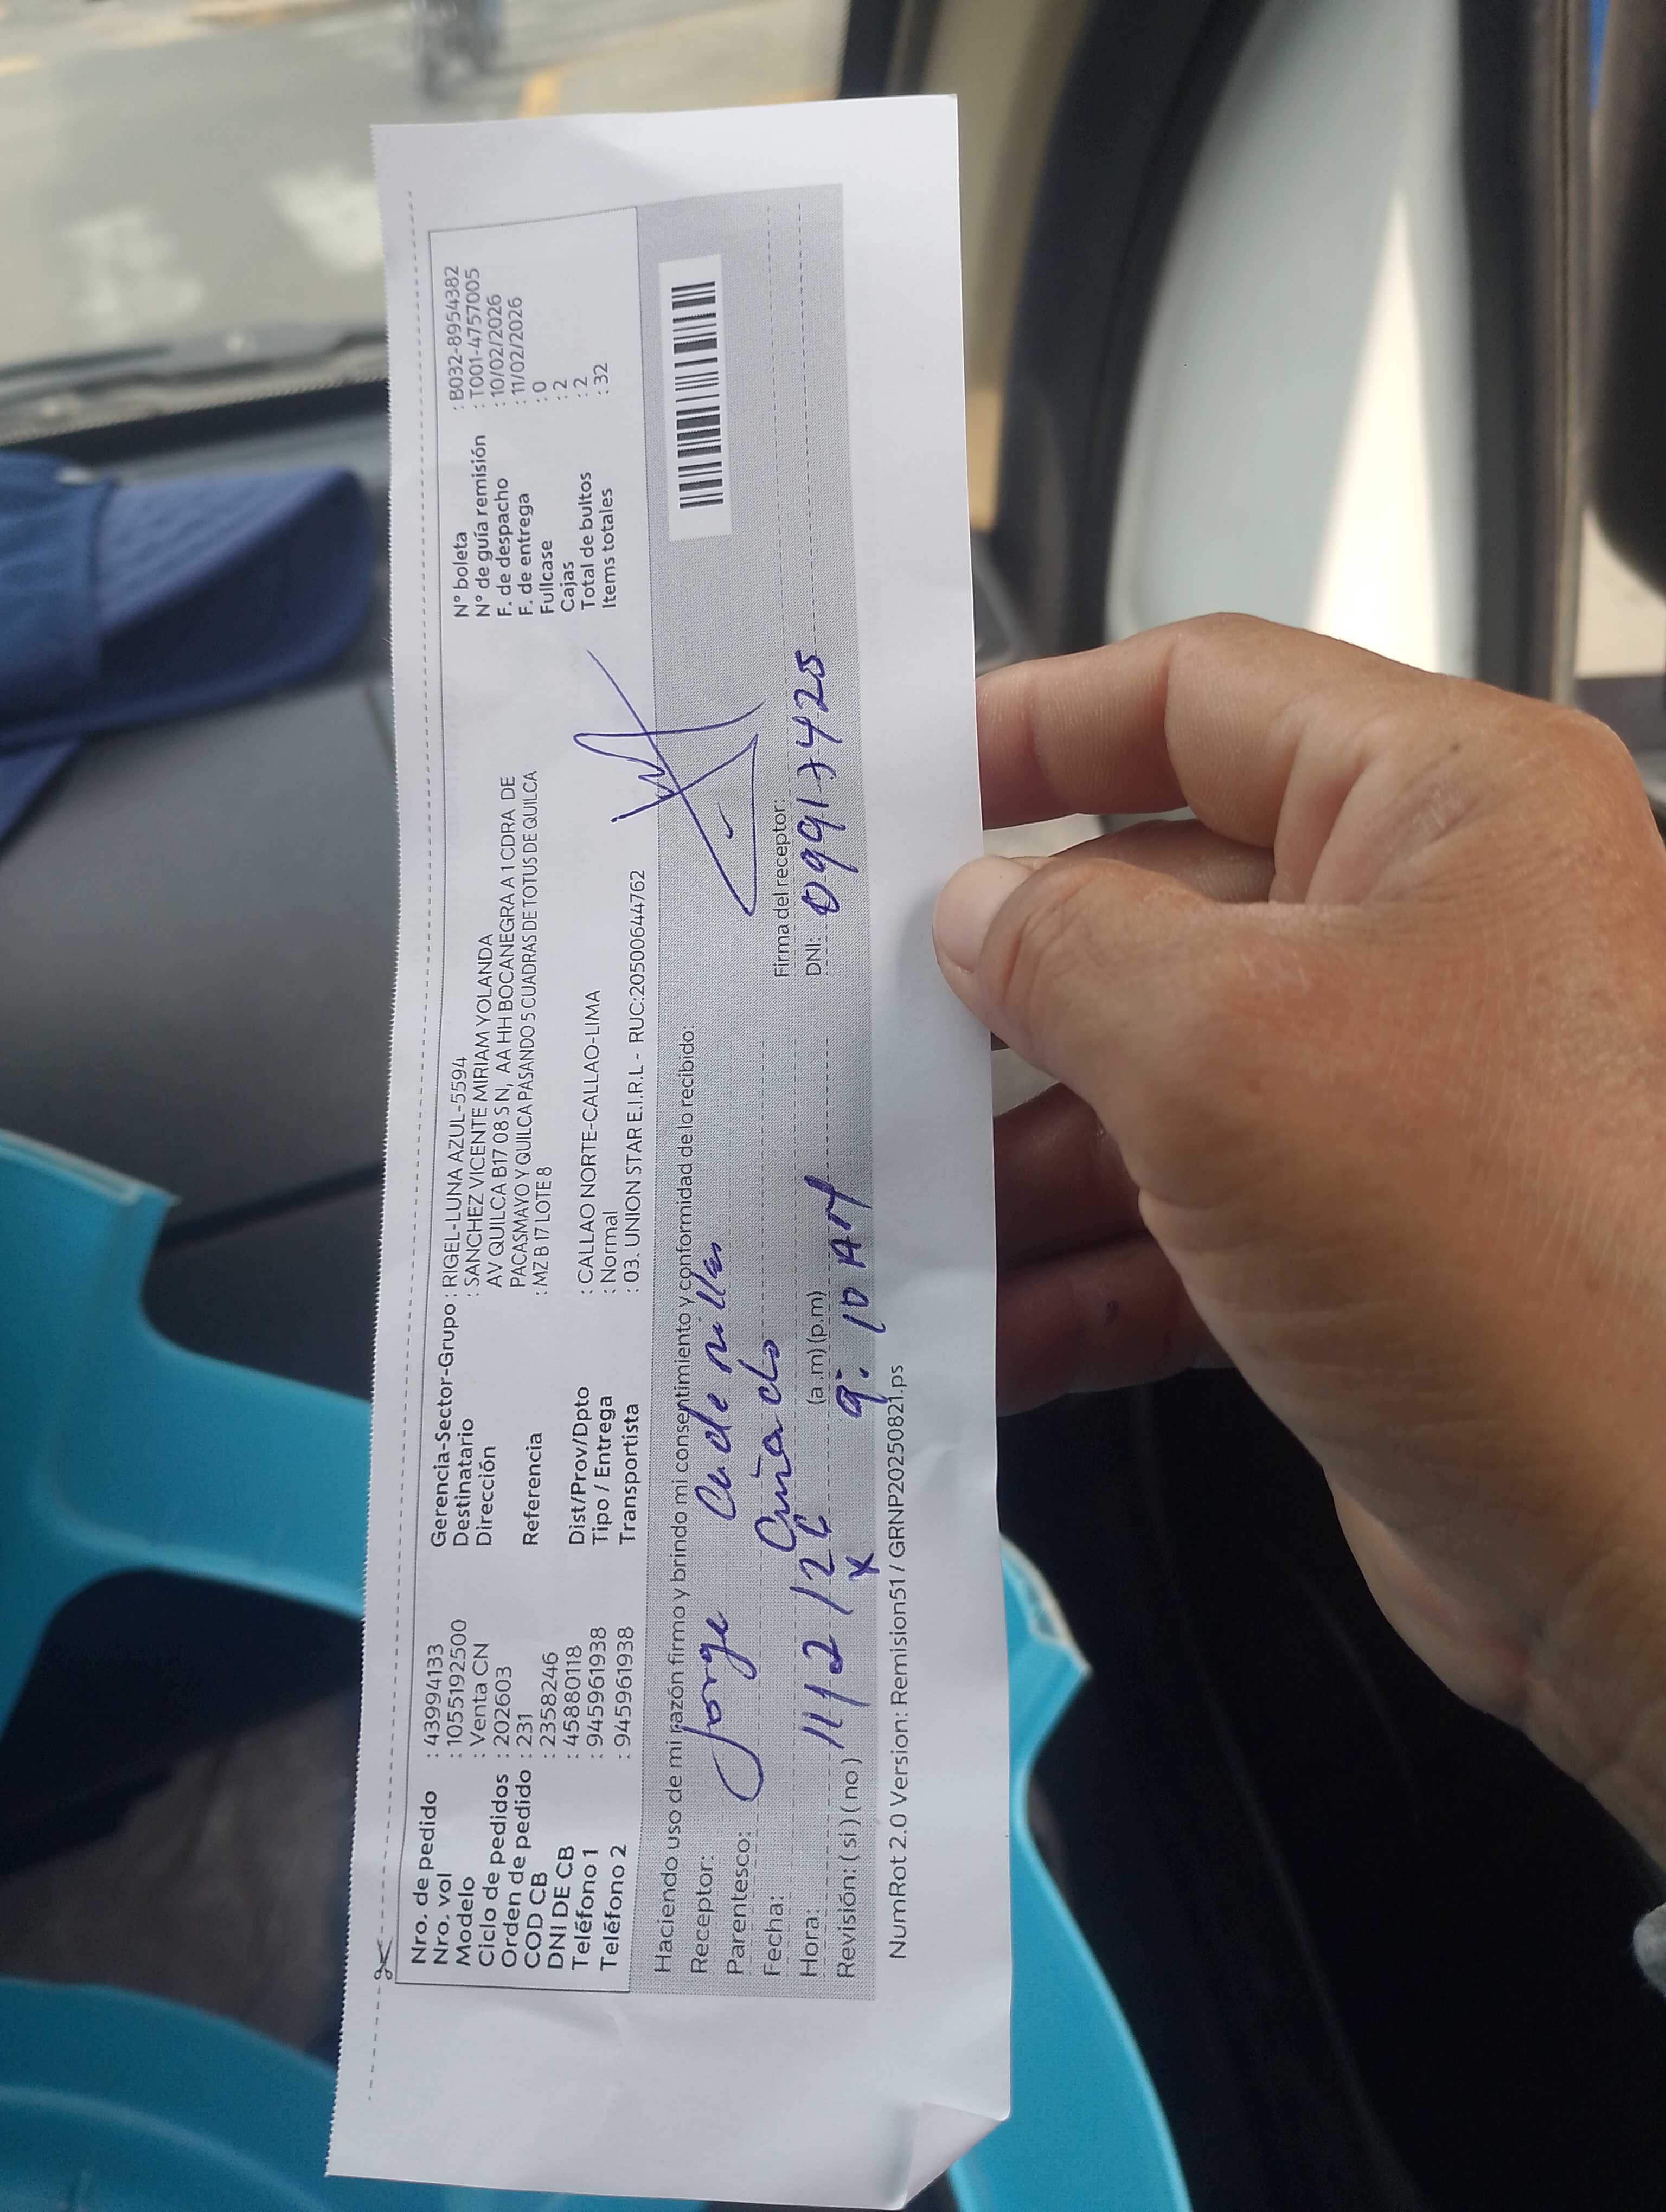 Nro. de pedido : 43994133
Nro. vol : 1055192500
Modelo : Venta CN
Ciclo de pedidos : 202603
Orden de pedido : 231
COD CB : 2358246
DNI DE CB : 45880118
Teléfono 1 : 945961938
Teléfono 2 : 945961938
Gerencia-Sector-Grupo : RIGEL-LUNA AZUL-5594
Destinatario : SANCHEZ VICENTE MIRIAM YOLANDA
Dirección AV QUILCA B17 08 S N, AA HH BOCANEGRA A 1 CDRA DE
PACASMAYO Y QUILCA PASANDO 5 CUADRAS DE TOTUS DE QUILCA
Referencia : MZ B 17 LOTE 8
Dist/Prov/Dpto : CALLAO NORTE-CALLAO-LIMA
Tipo / Entrega : Normal
Transportista : 03. UNION STAR E.I.R.L - RUC:20500644762
N° boleta : B032-8954382
N° de guía remisión : T001-4757005
F. de despacho : 10/02/2026
F. de entrega : 11/02/2026
Fullcase : 0
Cajas : 2
Total de bultos : 2
Items totales : 32
Haciendo uso de mi razón firmo y brindo mi consentimiento y conformidad de lo recibido:
Receptor: Jorge Cadenillas
Parentesco: Cuñado
Fecha: 11/2/26
Hora: (a.m) (p.m) 9:10 AM
Revisión: ( si ) ( no ) x
Firma del receptor:
DNI: 09917425
NumRot 2.0 Version: Remision51 / GRNP20250821.ps